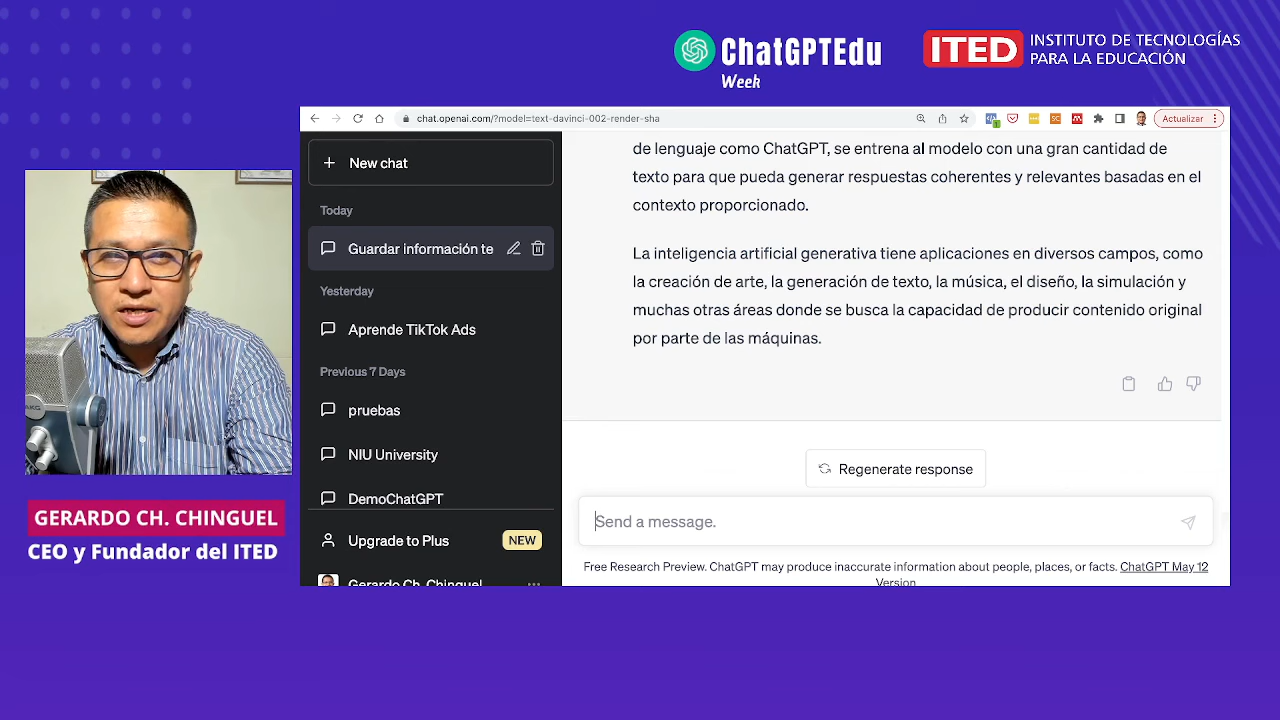 ChatGPTEdu
Week
ITED
INSTITUTO DE TECNOLOGÍAS
PARA LA EDUCACIÓN
chat.openai.com/?model=text-davinci-002-render-sha
Actualizar
New chat
Today
Guardar información te
Yesterday
Aprende TikTok Ads
Previous 7 Days
pruebas
NIU University
DemoChatGPT
Upgrade to Plus
NEW
Gerardo Ch. Chinguel
de lenguaje como ChatGPT, se entrena al modelo con una gran cantidad de
texto para que pueda generar respuestas coherentes y relevantes basadas en el
contexto proporcionado.
La inteligencia artificial generativa tiene aplicaciones en diversos campos, como
la creación de arte, la generación de texto, la música, el diseño, la simulación y
muchas otras áreas donde se busca la capacidad de producir contenido original
por parte de las máquinas.
Regenerate response
Send a message.
Free Research Preview. ChatGPT may produce inaccurate information about people, places, or facts. ChatGPT May 12
Version
AKG
GERARDO CH. CHINGUEL
CEO y Fundador del ITED